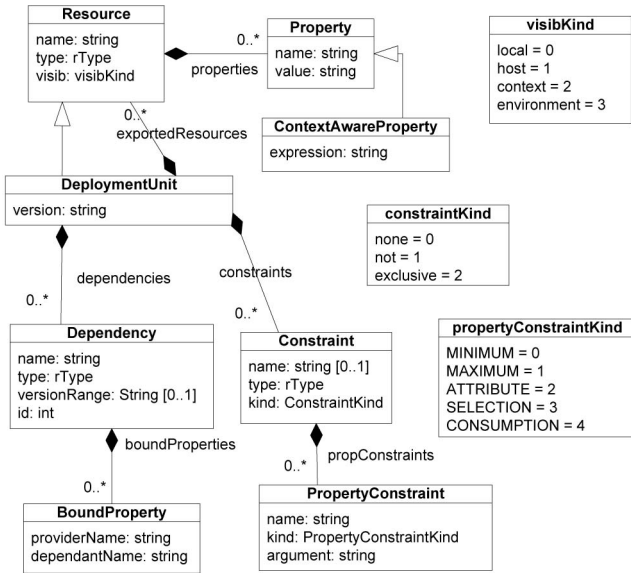 Resource
name: string
type: rType
visib: visibKind
0..*
properties
Property
name: string
value: string
visibKind
local = 0
host = 1
context = 2
environment = 3
0..*
exportedResources
ContextAwareProperty
expression: string
DeploymentUnit
version: string
constraintKind
none = 0
not = 1
exclusive = 2
dependencies
0..*
constraints
0..*
Dependency
name: string
type: rType
versionRange: String [0..1]
id: int
Constraint
name: string [0..1]
type: rType
kind: ConstraintKind
propertyConstraintKind
MINIMUM = 0
MAXIMUM = 1
ATTRIBUTE = 2
SELECTION = 3
CONSUMPTION = 4
boundProperties
0..*
propConstraints
0..*
BoundProperty
providerName: string
dependantName: string
PropertyConstraint
name: string
kind: PropertyConstraintKind
argument: string